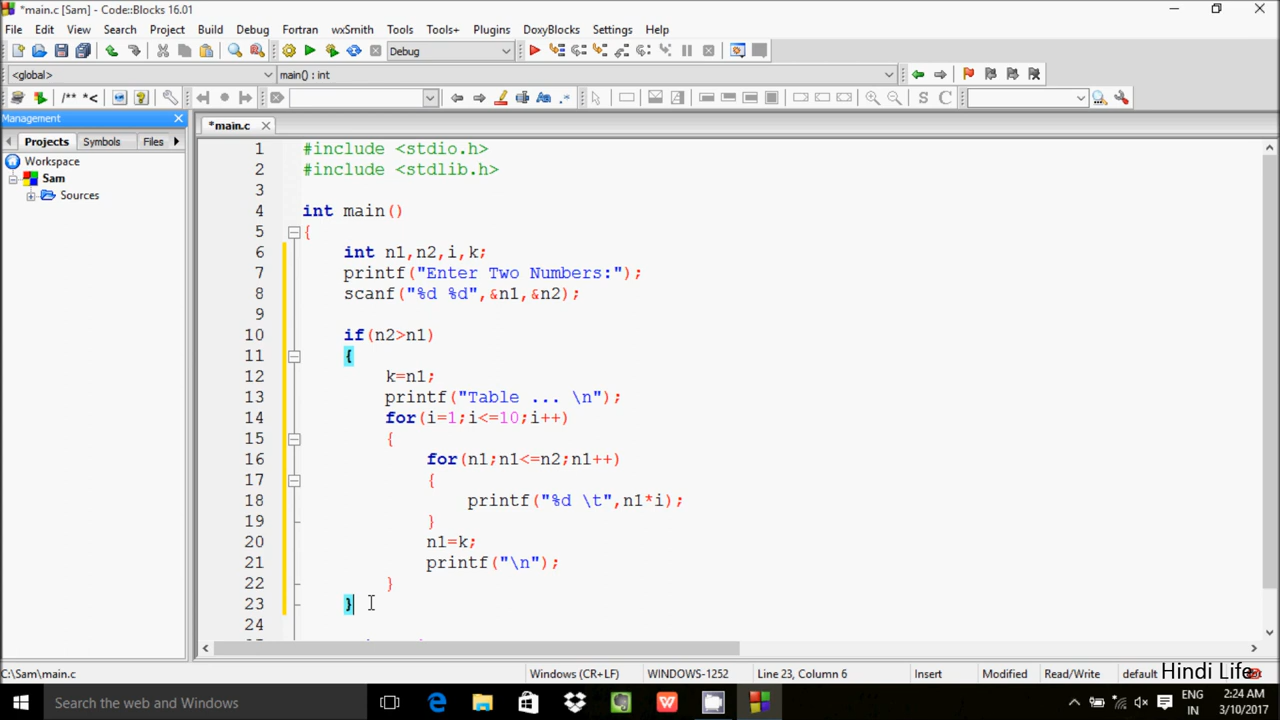 *main.c [Sam] - Code::Blocks 16.01
File Edit View Search Project Build Debug Fortran wxSmith Tools Tools+ Plugins DoxyBlocks Settings Help
Debug
<global> main() : int
/** *< S C
Management
*main.c
Projects Symbols Files
Workspace
Sam
Sources
1 #include <stdio.h>
2 #include <stdlib.h>
3
4 int main()
5 {
6 int n1,n2,i,k;
7 printf("Enter Two Numbers:");
8 scanf("%d %d",&n1,&n2);
9
10 if(n2>n1)
11 {
12 k=n1;
13 printf("Table ... \n");
14 for(i=1;i<=10;i++)
15 {
16 for(n1;n1<=n2;n1++)
17 {
18 printf("%d \t",n1*i);
19 }
20 n1=k;
21 printf("\n");
22 }
23 }
24
C:\Sam\main.c Windows (CR+LF) WINDOWS-1252 Line 23, Column 6 Insert Modified Read/Write default
Hindi Life
Search the web and Windows
ENG
IN
2:24 AM
3/10/2017